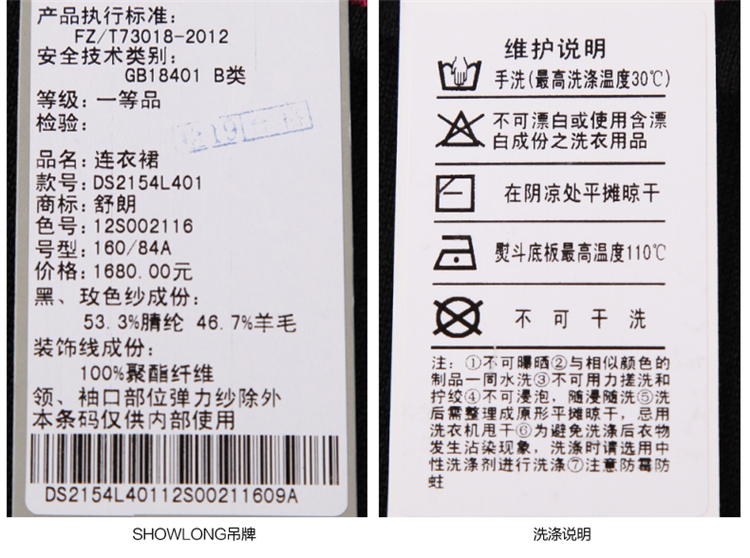 产品执行标准:
FZ/T73018-2012
安全技术类别:
GB18401 B类
等级: 一等品
检验:
品名: 连衣裙
款号: DS2154L401
商标: 舒朗
色号: 12S002116
号型: 160/84A
价格: 1680.00元
黑、玫色纱成份:
53.3%腈纶 46.7%羊毛
装饰线成份:
100%聚酯纤维
领、袖口部位弹力纱除外
本条码仅供内部使用
DS2154L40112S00211609A
SHOWLONG吊牌
维护说明
手洗(最高洗涤温度30℃)
不可漂白或使用含漂
白成份之洗衣用品
在阴凉处平摊晾干
熨斗底板最高温度110℃
不可干洗
注: ①不可曝晒②与相似颜色的
制品一同水洗③不可用力搓洗和
拧绞④不可浸泡, 随浸随洗⑤洗
后需整理成原形平摊晾干, 忌用
洗衣机甩干⑥为避免洗涤后衣物
发生沾染现象, 洗涤时请选用中
性洗涤剂进行洗涤⑦注意防霉防
蛀
洗涤说明